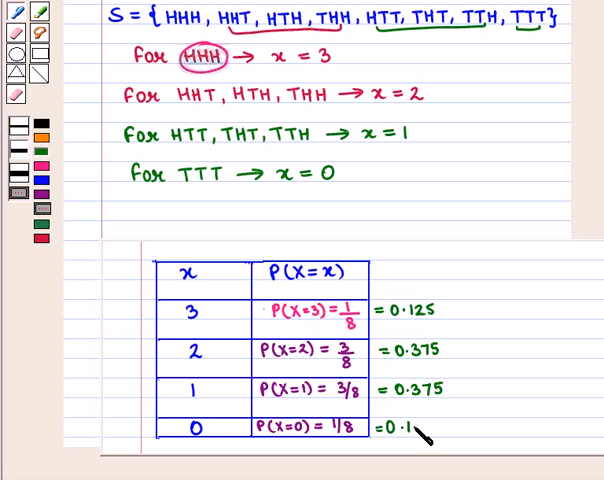 S = { HHH, HHT, HTH, THH, HTT, THT, TTH, TTT}
For HHH → x = 3
For HHT, HTH, THH → x = 2
For HTT, THT, TTH → x = 1
For TTT → x = 0
x P(X=x)
3 P(X=3) = 1/8 = 0.125
2 P(X=2) = 3/8 = 0.375
1 P(X=1) = 3/8 = 0.375
0 P(X=0) = 1/8 = 0.1